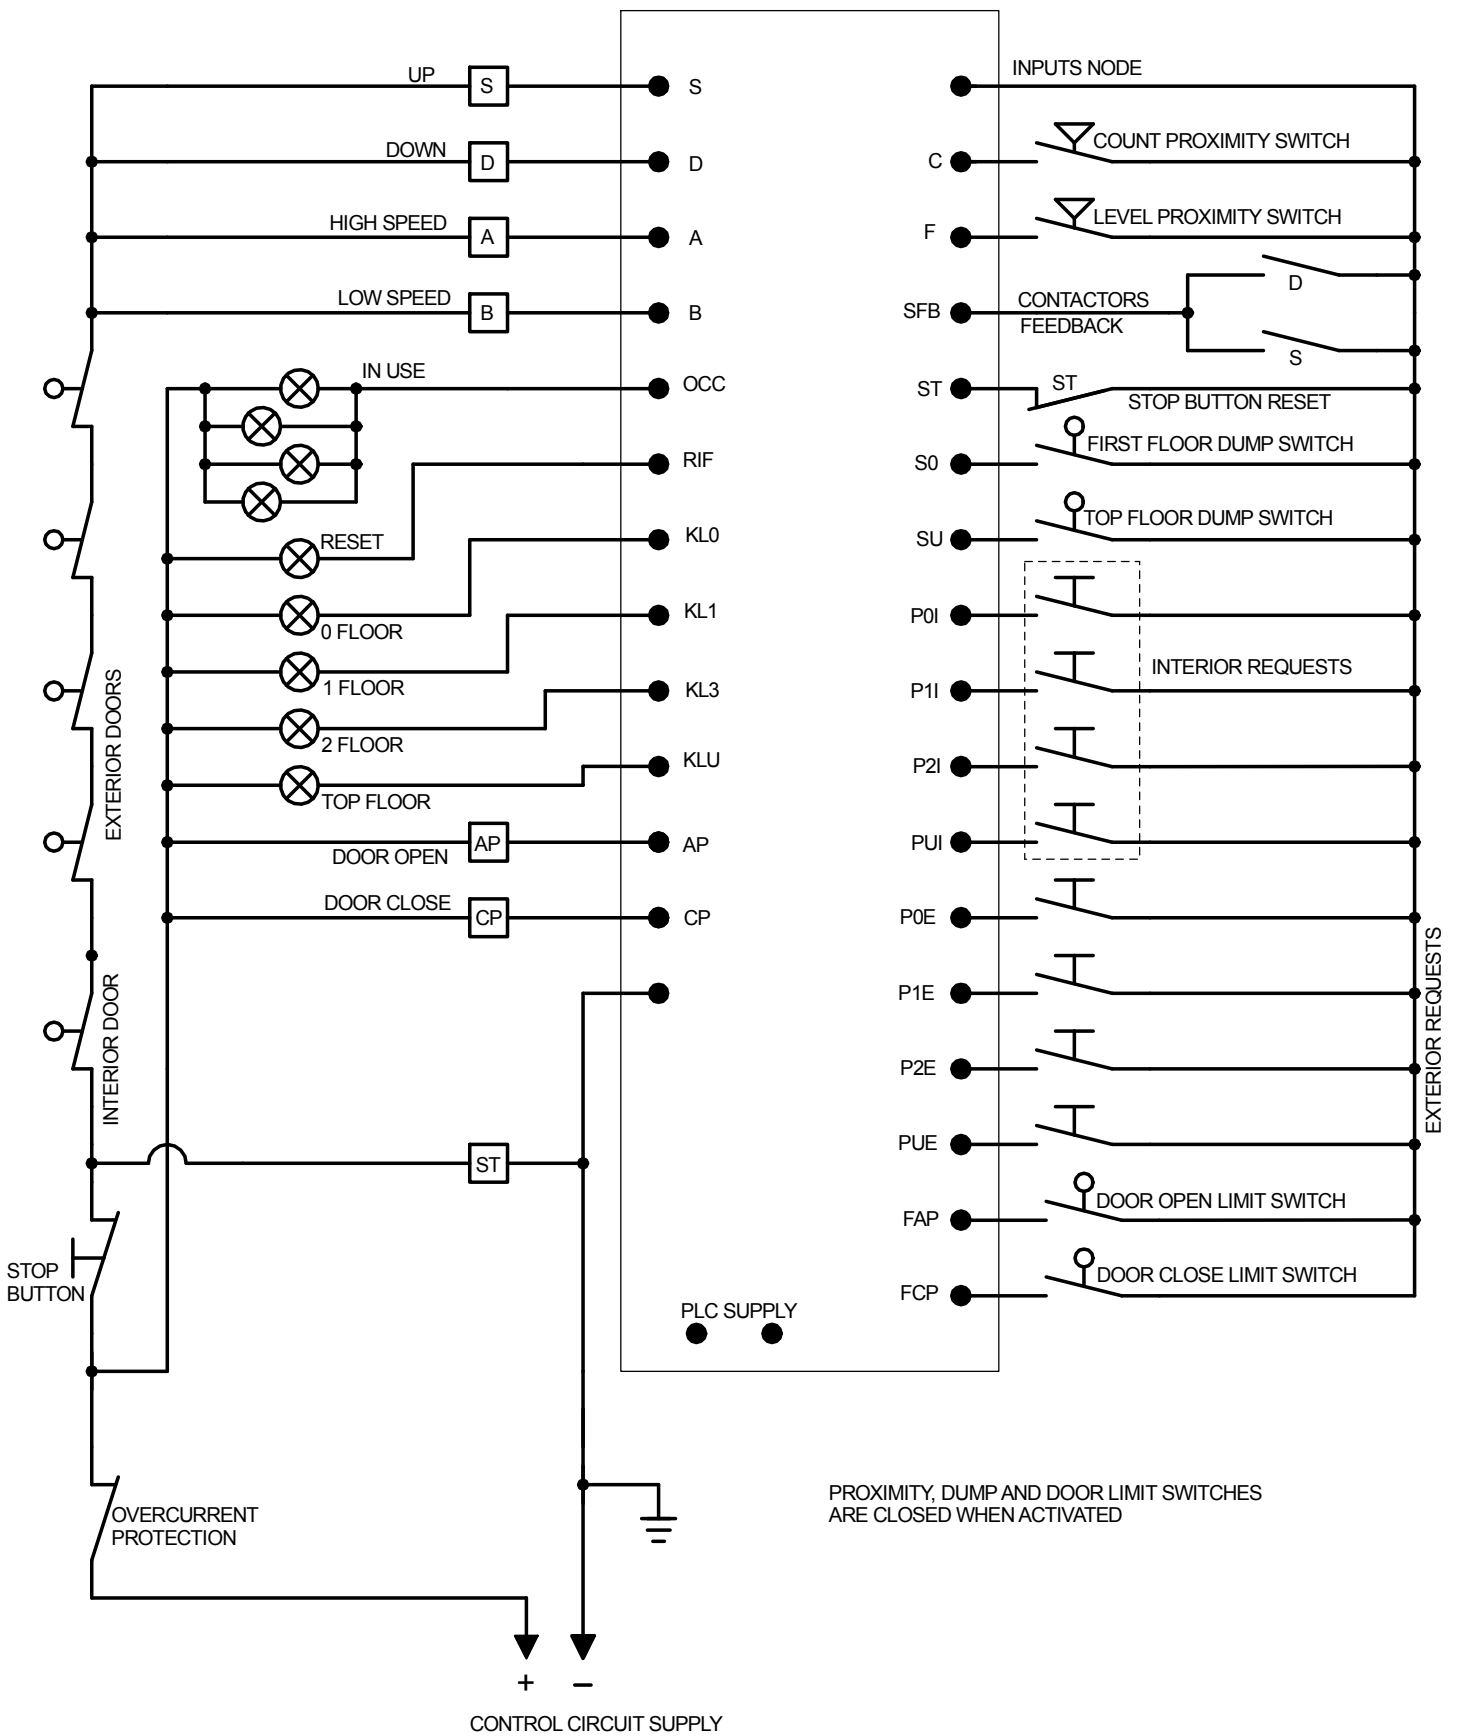 UP
S
S
INPUTS NODE
DOWN
D
D
C
COUNT PROXIMITY SWITCH
HIGH SPEED
A
A
F
LEVEL PROXIMITY SWITCH
LOW SPEED
B
B
SFB
CONTACTORS
FEEDBACK
D
S
IN USE
OCC
ST
ST
STOP BUTTON RESET
RIF
S0
FIRST FLOOR DUMP SWITCH
RESET
KL0
SU
TOP FLOOR DUMP SWITCH
0 FLOOR
KL1
P0I
1 FLOOR
KL3
P1I
INTERIOR REQUESTS
2 FLOOR
KLU
P2I
TOP FLOOR
EXTERIOR DOORS
DOOR OPEN
AP
AP
PUI
DOOR CLOSE
CP
CP
P0E
P1E
EXTERIOR REQUESTS
INTERIOR DOOR
P2E
ST
PUE
FAP
DOOR OPEN LIMIT SWITCH
STOP
BUTTON
FCP
DOOR CLOSE LIMIT SWITCH
PLC SUPPLY
OVERCURRENT
PROTECTION
PROXIMITY, DUMP AND DOOR LIMIT SWITCHES
ARE CLOSED WHEN ACTIVATED
+ −
CONTROL CIRCUIT SUPPLY